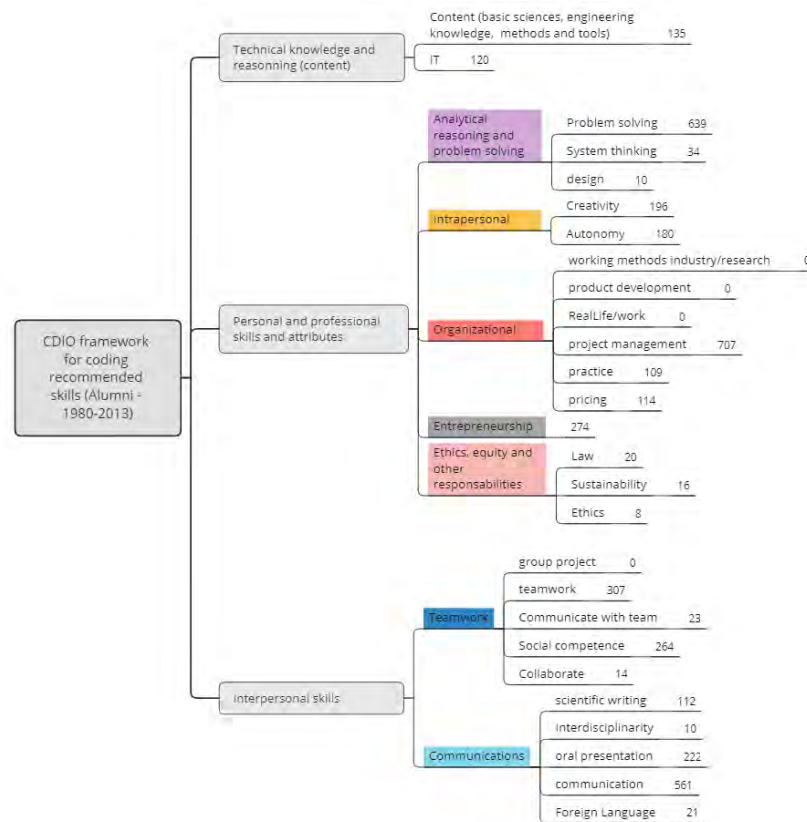 Content (basic sciences, engineering
knowledge, methods and tools) 135
Technical knowledge and
reasonning (content)
IT 120
CDIO framework
for coding
recommended
skills (Alumni -
1980-2013)
Personal and professional
skills and attributes
Analytical
reasoning and
problem solving
Problem solving 639
System thinking 34
design 10
Intrapersonal
Creativity 196
Autonomy 180
Organizational
working methods industry/research 0
product development 0
RealLife/work 0
project management 707
practice 109
pricing 114
Entrepreneurship 274
Ethics, equity and
other
responsabilities
Law 20
Sustainability 16
Ethics 8
Interpersonal skills
Teamwork
group project 0
teamwork 307
Communicate with team 23
Social competence 264
Collaborate 14
Communications
scientific writing 112
Interdisciplinarity 10
oral presentation 222
communication 561
Foreign Language 21